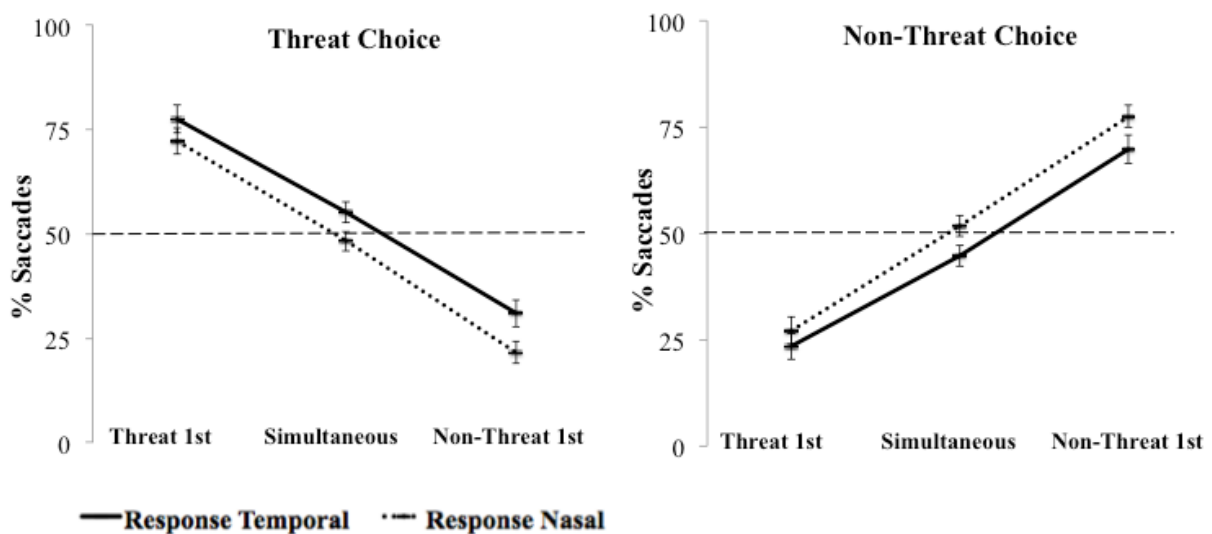 Threat Choice
% Saccades
100
75
50
25
0
Threat 1st Simultaneous Non-Threat 1st
Non-Threat Choice
% Saccades
100
75
50
25
0
Threat 1st Simultaneous Non-Threat 1st
Response Temporal Response Nasal